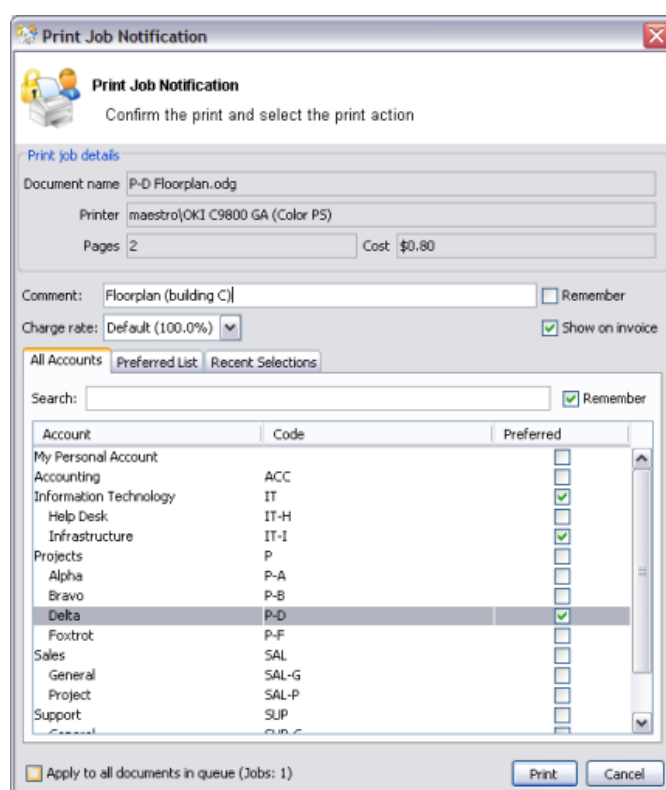 Print Job Notification
Print Job Notification
Confirm the print and select the print action
Print job details
Document name P-D Floorplan.odg
Printer maestro\OKI C9800 GA (Color PS)
Pages 2 Cost $0.80
Comment: Floorplan (building C) Remember
Charge rate: Default (100.0%) Show on invoice
All Accounts Preferred List Recent Selections
Search: Remember
Account Code Preferred
My Personal Account
Accounting ACC
Information Technology IT
Help Desk IT-H
Infrastructure IT-I
Projects P
Alpha P-A
Bravo P-B
Delta P-D
Foxtrot P-F
Sales SAL
General SAL-G
Project SAL-P
Support SUP
General SUP-G
Apply to all documents in queue (Jobs: 1) Print Cancel